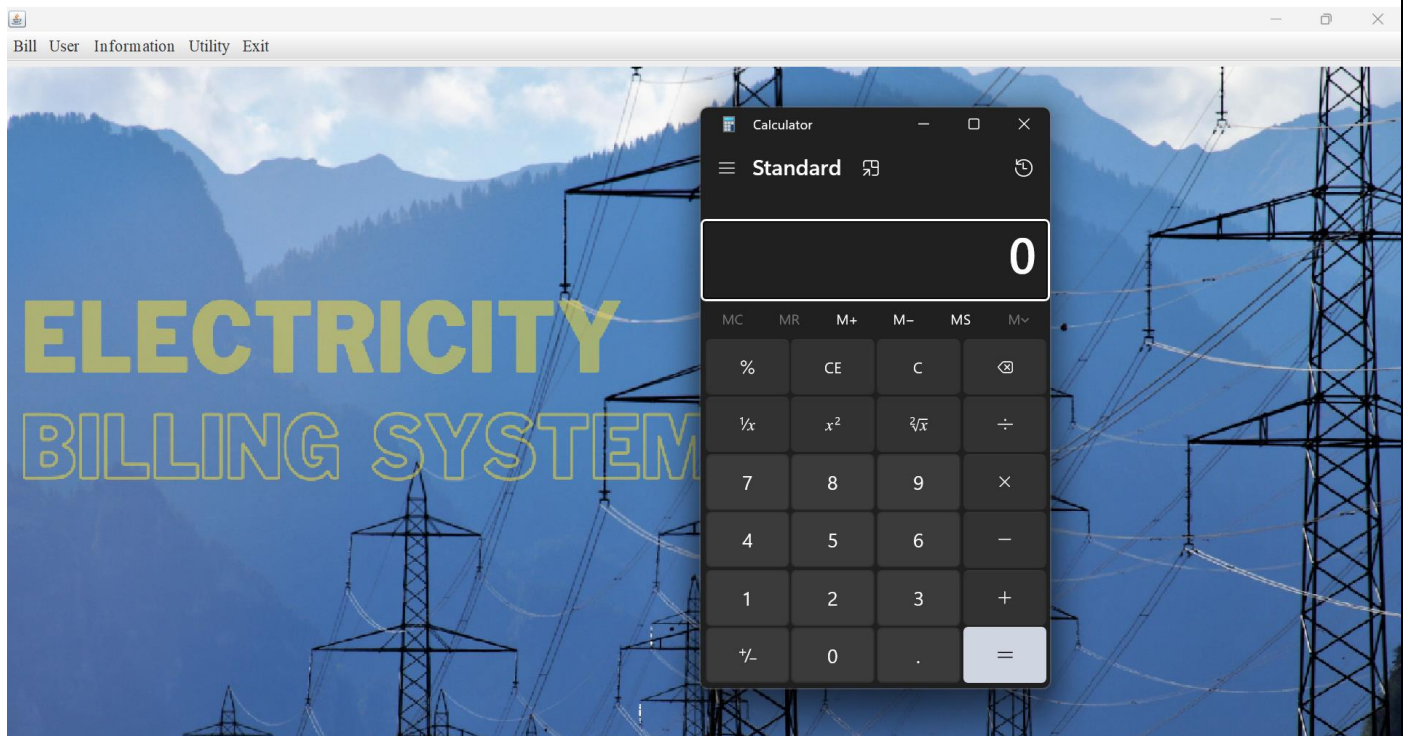 Bill User Information Utility Exit
ELECTRICITY
BILLING SYSTEM
Calculator
Standard
0
MC MR M+ M− MS M˅
% CE C
¹/x x² ²√x ÷
7 8 9 ×
4 5 6 −
1 2 3 +
+/− 0 . =